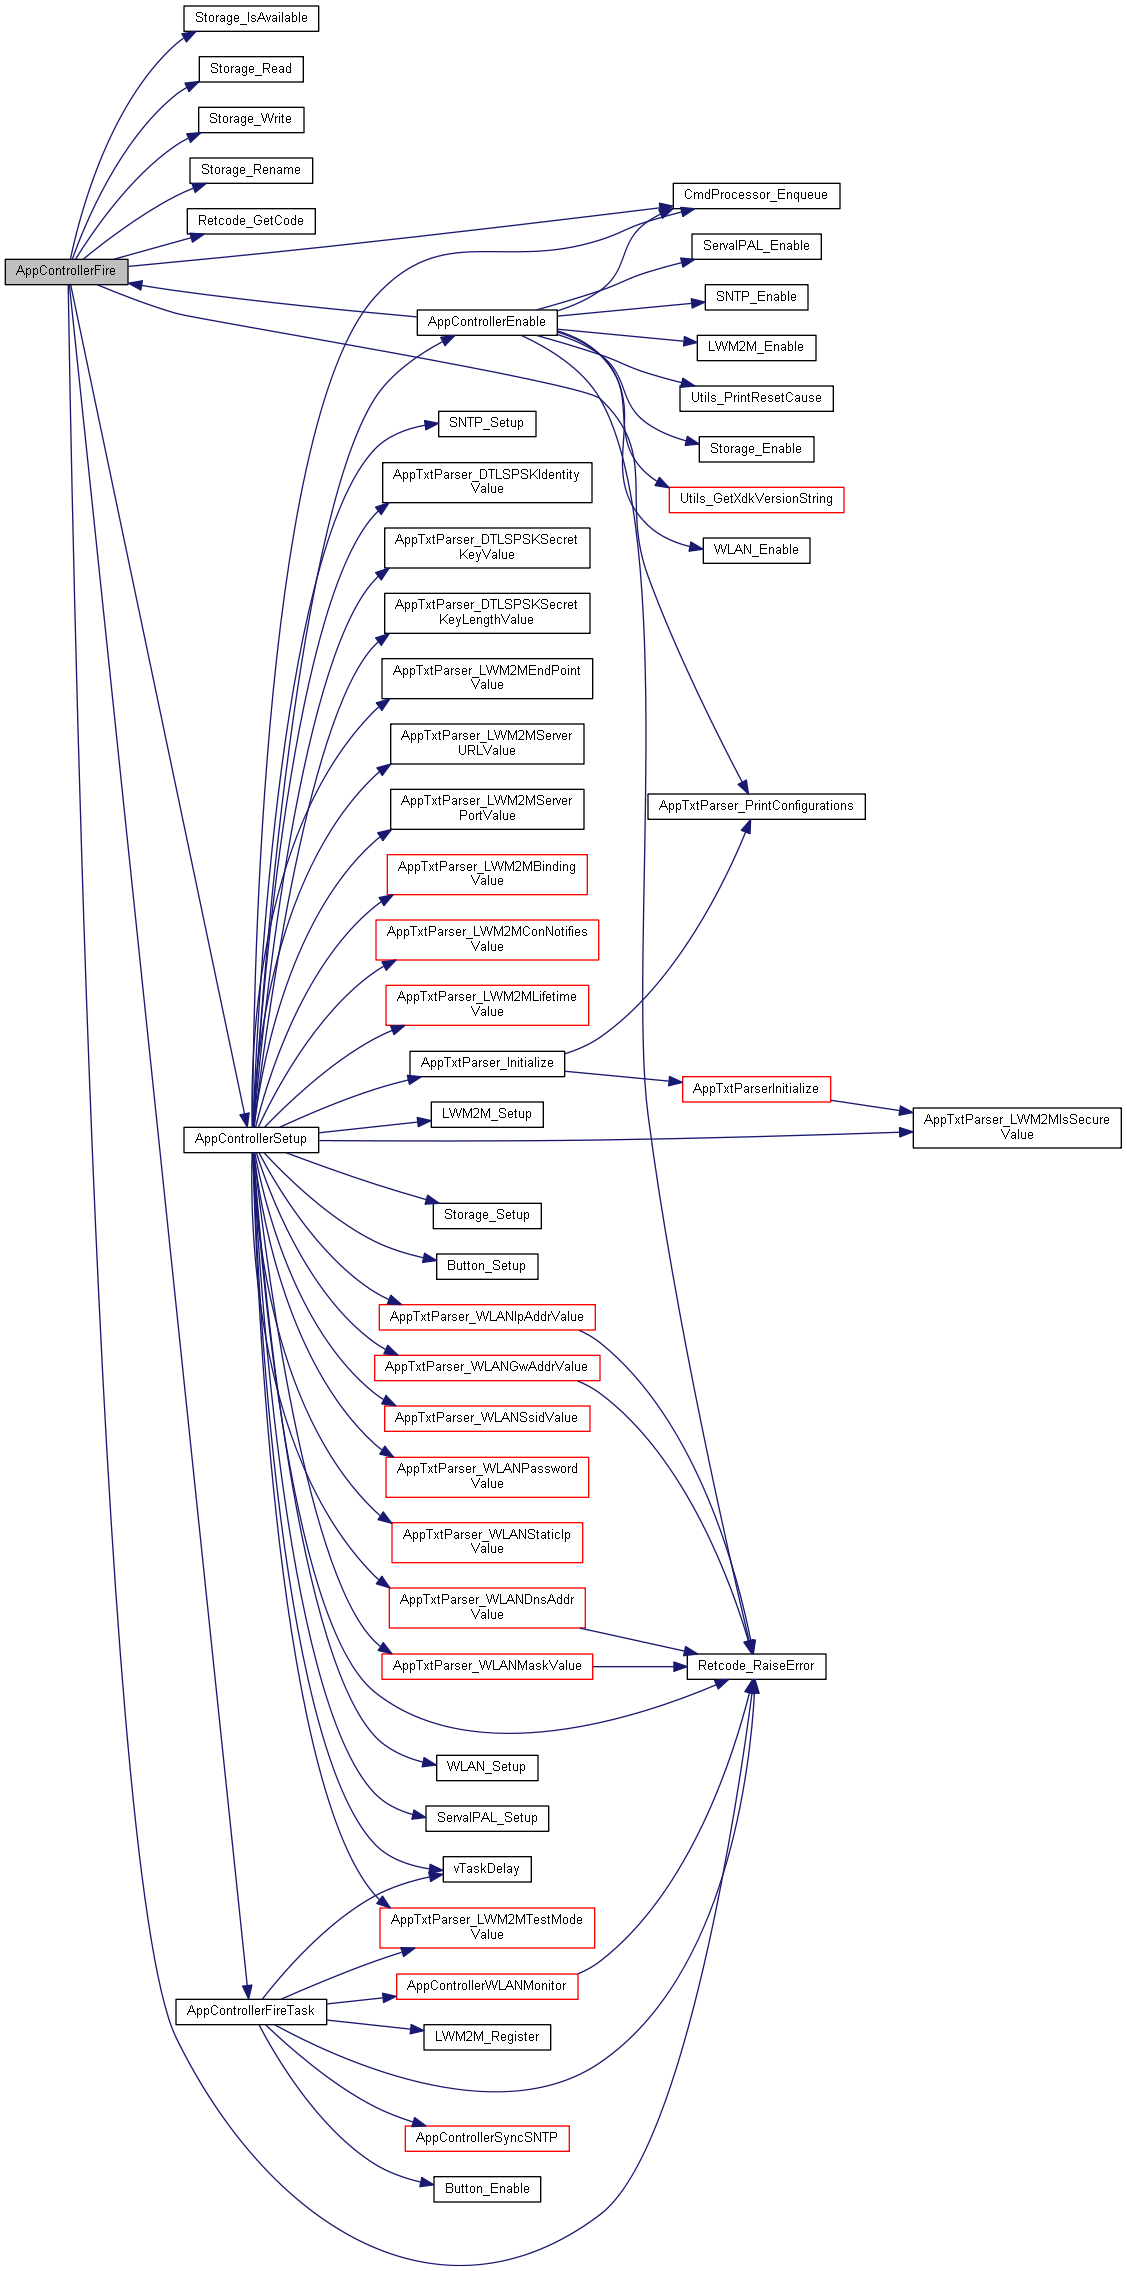 Storage_IsAvailable
Storage_Read
Storage_Write
Storage_Rename
CmdProcessor_Enqueue
Retcode_GetCode
ServalPAL_Enable
AppControllerFire
SNTP_Enable
AppControllerEnable
LWM2M_Enable
Utils_PrintResetCause
SNTP_Setup
Storage_Enable
AppTxtParser_DTLSPSKIdentity
Value
Utils_GetXdkVersionString
AppTxtParser_DTLSPSKSecret
KeyValue
WLAN_Enable
AppTxtParser_DTLSPSKSecret
KeyLengthValue
AppTxtParser_LWM2MEndPoint
Value
AppTxtParser_LWM2MServer
URLValue
AppTxtParser_LWM2MServer
PortValue
AppTxtParser_PrintConfigurations
AppTxtParser_LWM2MBinding
Value
AppTxtParser_LWM2MConNotifies
Value
AppTxtParser_LWM2MLifetime
Value
AppTxtParser_Initialize
AppTxtParserInitialize
LWM2M_Setup
AppTxtParser_LWM2MIsSecure
Value
AppControllerSetup
Storage_Setup
Button_Setup
AppTxtParser_WLANIpAddrValue
AppTxtParser_WLANGwAddrValue
AppTxtParser_WLANSsidValue
AppTxtParser_WLANPassword
Value
AppTxtParser_WLANStaticIp
Value
AppTxtParser_WLANDnsAddr
Value
AppTxtParser_WLANMaskValue
Retcode_RaiseError
WLAN_Setup
ServalPAL_Setup
vTaskDelay
AppTxtParser_LWM2MTestMode
Value
AppControllerWLANMonitor
AppControllerFireTask
LWM2M_Register
AppControllerSyncSNTP
Button_Enable